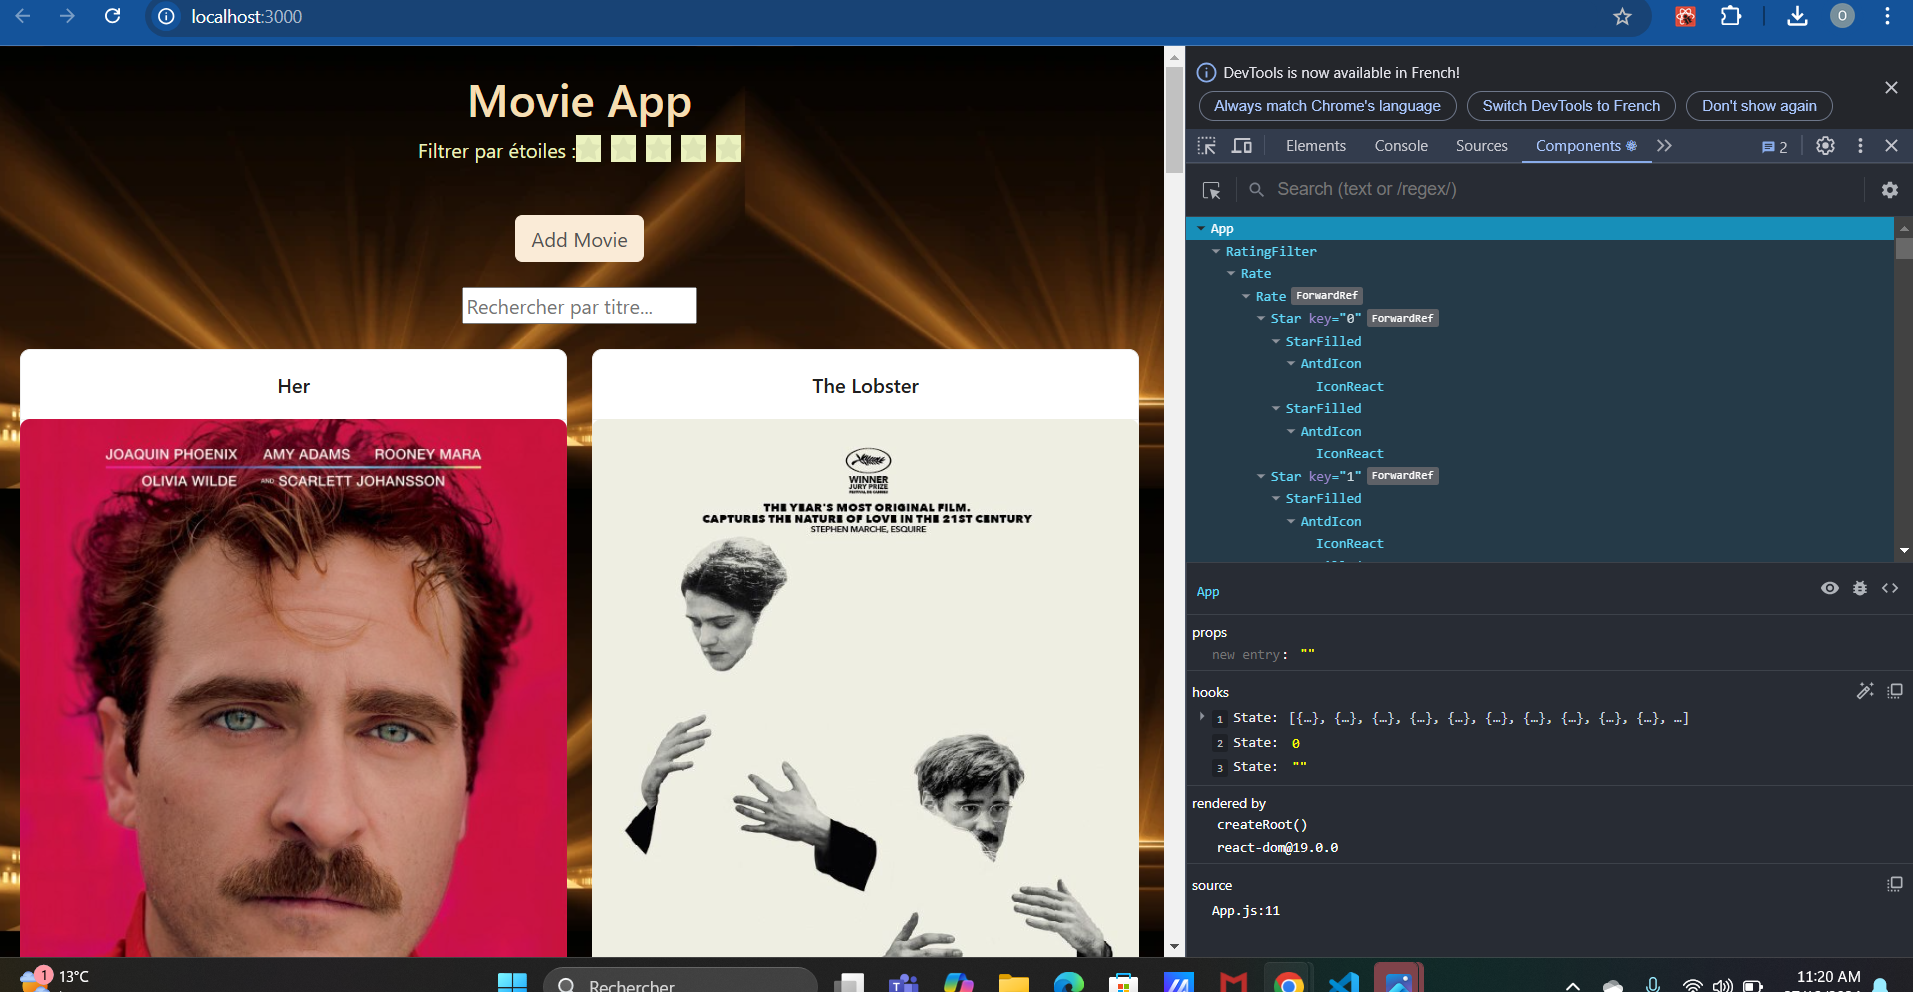 localhost:3000
O
Movie App
Filtrer par étoiles :
Add Movie
Rechercher par titre...
Her
The Lobster
JOAQUIN PHOENIX AMY ADAMS ROONEY MARA
OLIVIA WILDE AND SCARLETT JOHANSSON
WINNER
JURY PRIZE
FESTIVAL DE CANNES
THE YEAR'S MOST ORIGINAL FILM.
CAPTURES THE NATURE OF LOVE IN THE 21ST CENTURY
STEPHEN MARCHE, ESQUIRE
DevTools is now available in French!
Always match Chrome's language Switch DevTools to French Don't show again
Elements Console Sources Components 2
Search (text or /regex/)
App
RatingFilter
Rate
Rate ForwardRef
Star key="0" ForwardRef
StarFilled
AntdIcon
IconReact
StarFilled
AntdIcon
IconReact
Star key="1" ForwardRef
StarFilled
AntdIcon
IconReact
App
props
new entry: ""
hooks
1 State: [{…}, {…}, {…}, {…}, {…}, {…}, {…}, {…}, {…}, {…}, …]
2 State: 0
3 State: ""
rendered by
createRoot()
react-dom@19.0.0
source
App.js:11
1 13°C
Rechercher
11:20 AM